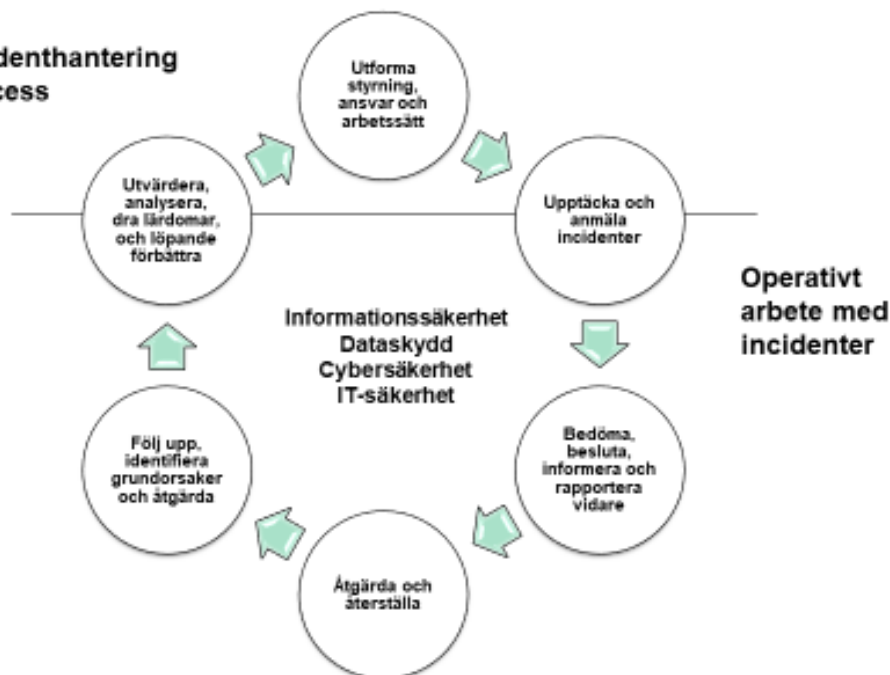 denthantering
cess
Utforma
styrning,
ansvar och
arbetssätt
Utvärdera,
analysera,
dra lärdomar,
och löpande
förbättra
Upptäcka och
anmäla
incidenter
Operativt
arbete med
incidenter
Informationssäkerhet
Dataskydd
Cybersäkerhet
IT-säkerhet
Följ upp,
identifiera
grundorsaker
och åtgärda
Bedöma,
besluta,
informera och
rapportera
vidare
Åtgärda och
återställa